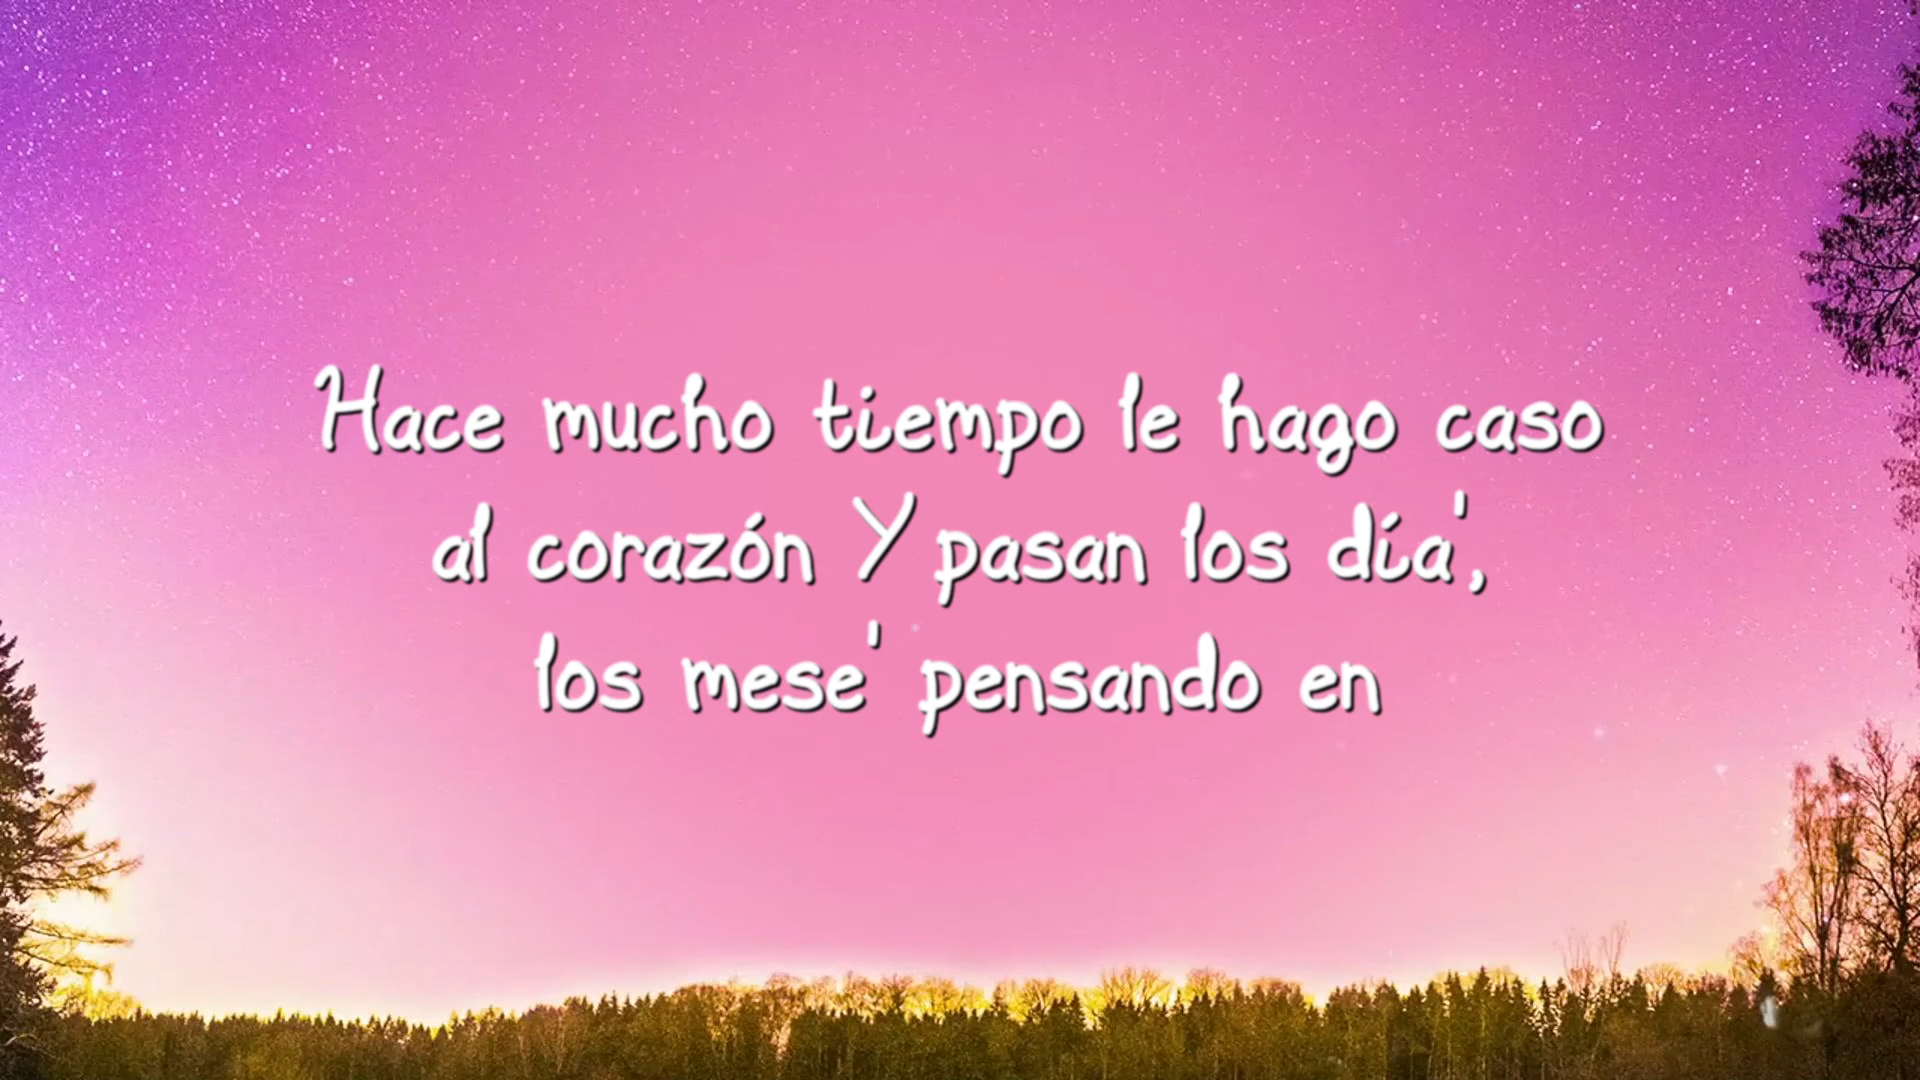 Hace mucho tiempo le hago caso
al corazón Y pasan los día',
los mese' pensando en